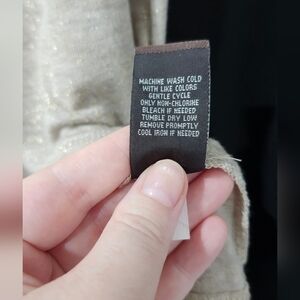 MACHINE WASH COLD
WITH LIKE COLORS
GENTLE CYCLE
ONLY NON-CHLORINE
BLEACH IF NEEDED
TUMBLE DRY LOW
REMOVE PROMPTLY
COOL IRON IF NEEDED